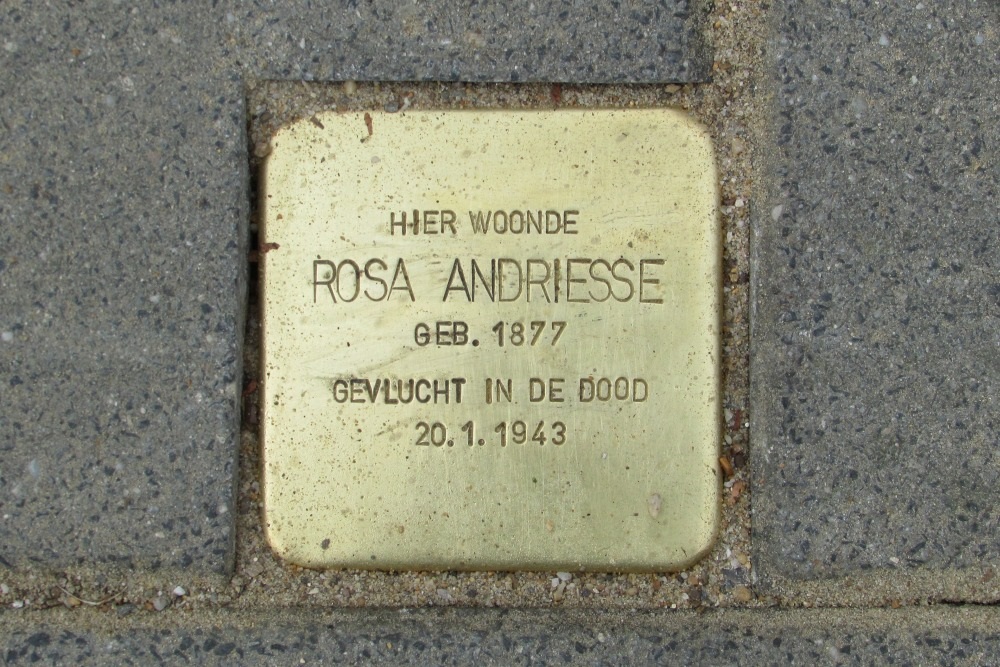 HIER WOONDE
ROSA ANDRIESSE
GEB. 1877
GEVLUCHT IN DE DOOD
20.1.1943